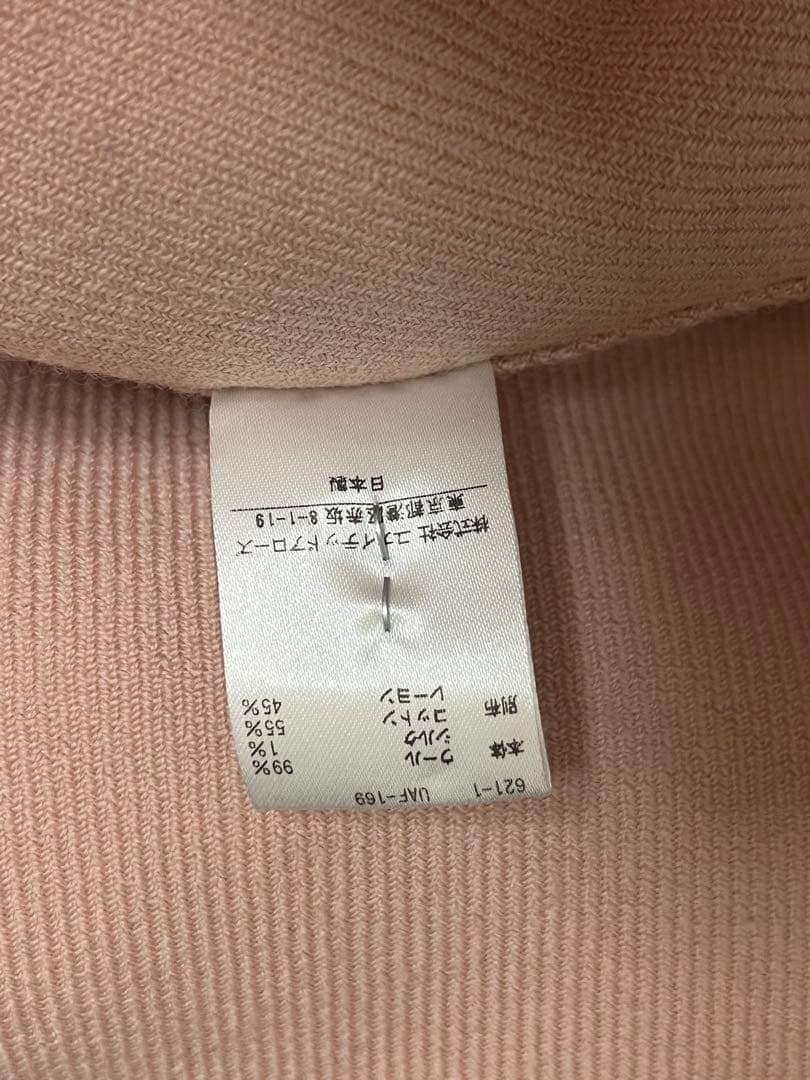 621-1 UAF-169
本体 ウール 99%
シルク 1%
別布 コットン 55%
レーヨン 45%
株式会社 ユナイテッドアローズ
東京都港区赤坂 8-1-19
日本製